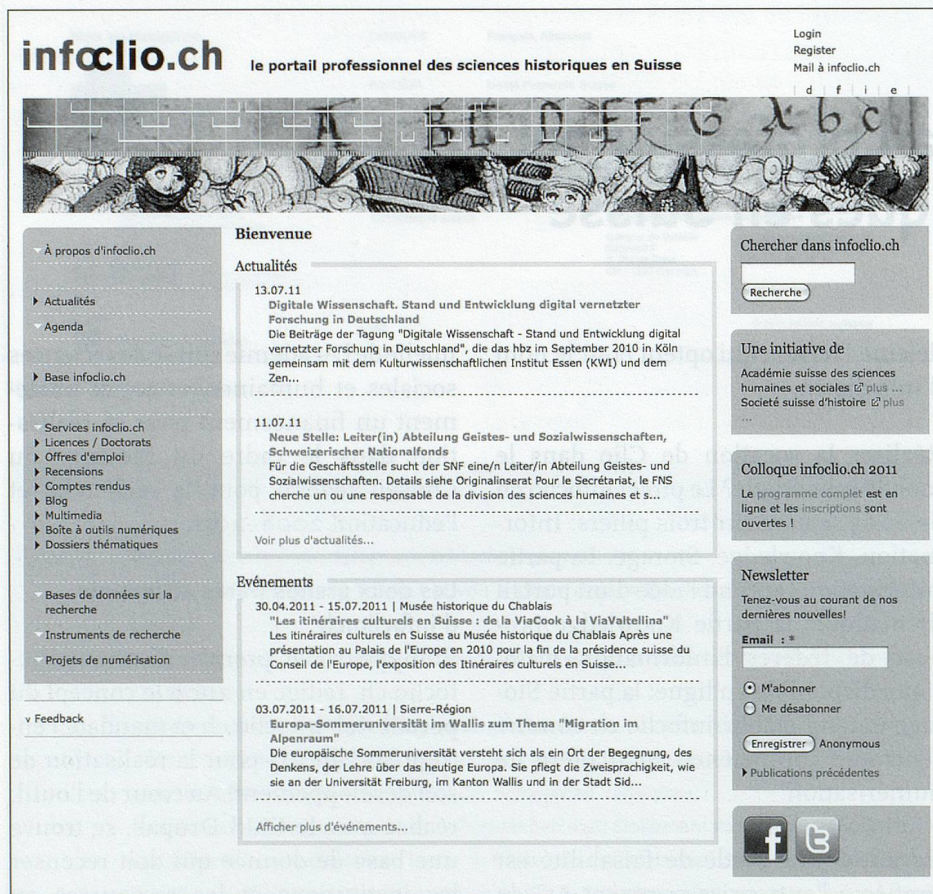 infoclio.ch
le portail professionnel des sciences historiques en Suisse
Login
Register
Mail à infoclio.ch
| d | f | i | e |
À propos d'infoclio.ch
Actualités
Agenda
Base infoclio.ch
Services infoclio.ch
Licences / Doctorats
Offres d'emploi
Recensions
Comptes rendus
Blog
Multimedia
Boîte à outils numériques
Dossiers thématiques
Bases de données sur la
recherche
Instruments de recherche
Projets de numérisation
v Feedback
Bienvenue
Actualités
13.07.11
Digitale Wissenschaft. Stand und Entwicklung digital vernetzter
Forschung in Deutschland
Die Beiträge der Tagung "Digitale Wissenschaft - Stand und Entwicklung digital
vernetzter Forschung in Deutschland", die das hbz im September 2010 in Köln
gemeinsam mit dem Kulturwissenschaftlichen Institut Essen (KWI) und dem
Zen...
11.07.11
Neue Stelle: Leiter(in) Abteilung Geistes- und Sozialwissenschaften,
Schweizerischer Nationalfonds
Für die Geschäftsstelle sucht der SNF eine/n Leiter/in Abteilung Geistes- und
Sozialwissenschaften. Details siehe Originalinserat Pour le Secrétariat, le FNS
cherche un ou une responsable de la division des sciences humaines et s...
Voir plus d'actualités...
Evénements
30.04.2011 - 15.07.2011 | Musée historique du Chablais
"Les itinéraires culturels en Suisse : de la ViaCook à la ViaValtellina"
Les itinéraires culturels en Suisse au Musée historique du Chablais Après une
présentation au Palais de l'Europe en 2010 pour la fin de la présidence suisse du
Conseil de l'Europe, l'exposition des Itinéraires culturels en Suisse...
03.07.2011 - 16.07.2011 | Sierre-Région
Europa-Sommeruniversität im Wallis zum Thema "Migration im
Alpenraum"
Die europäische Sommeruniversität versteht sich als ein Ort der Begegnung, des
Denkens, der Lehre über das heutige Europa. Sie pflegt die Zweisprachigkeit, wie
sie an der Universität Freiburg, im Kanton Wallis und in der Stadt Sid...
Afficher plus d'événements...
Chercher dans infoclio.ch
Recherche
Une initiative de
Académie suisse des sciences
humaines et sociales plus ...
Societé suisse d'histoire plus
...
Colloque infoclio.ch 2011
Le programme complet est en
ligne et les inscriptions sont
ouvertes !
Newsletter
Tenez-vous au courant de nos
dernières nouvelles!
Email : *
M'abonner
Me désabonner
Enregistrer Anonymous
Publications précédentes